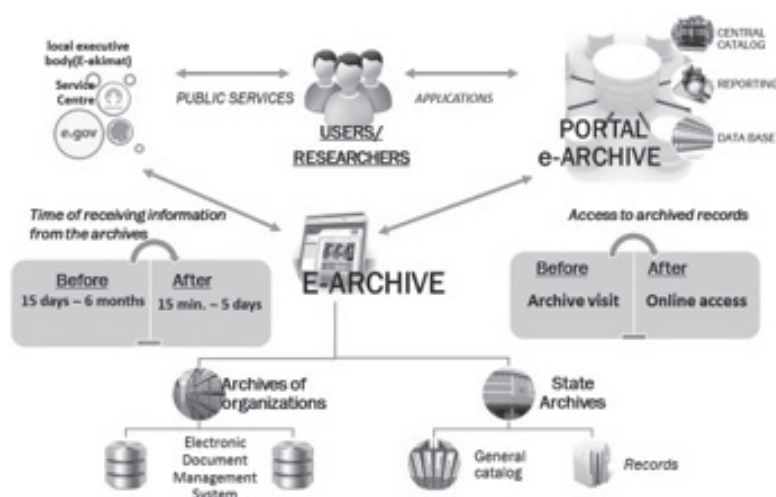 local executive
body(E-akimat)
Service
Centre
e.gov
PUBLIC SERVICES
USERS/
RESEARCHERS
APPLICATIONS
CENTRAL
CATALOG
REPORTING
DATA BASE
PORTAL
e-ARCHIVE
Time of receiving information
from the archives
Before
15 days – 6 months
After
15 min. – 5 days
E-ARCHIVE
Access to archived records
Before
Archive visit
After
Online access
Archives of
organizations
Electronic
Document
Management
System
State
Archives
General
catalog
Records